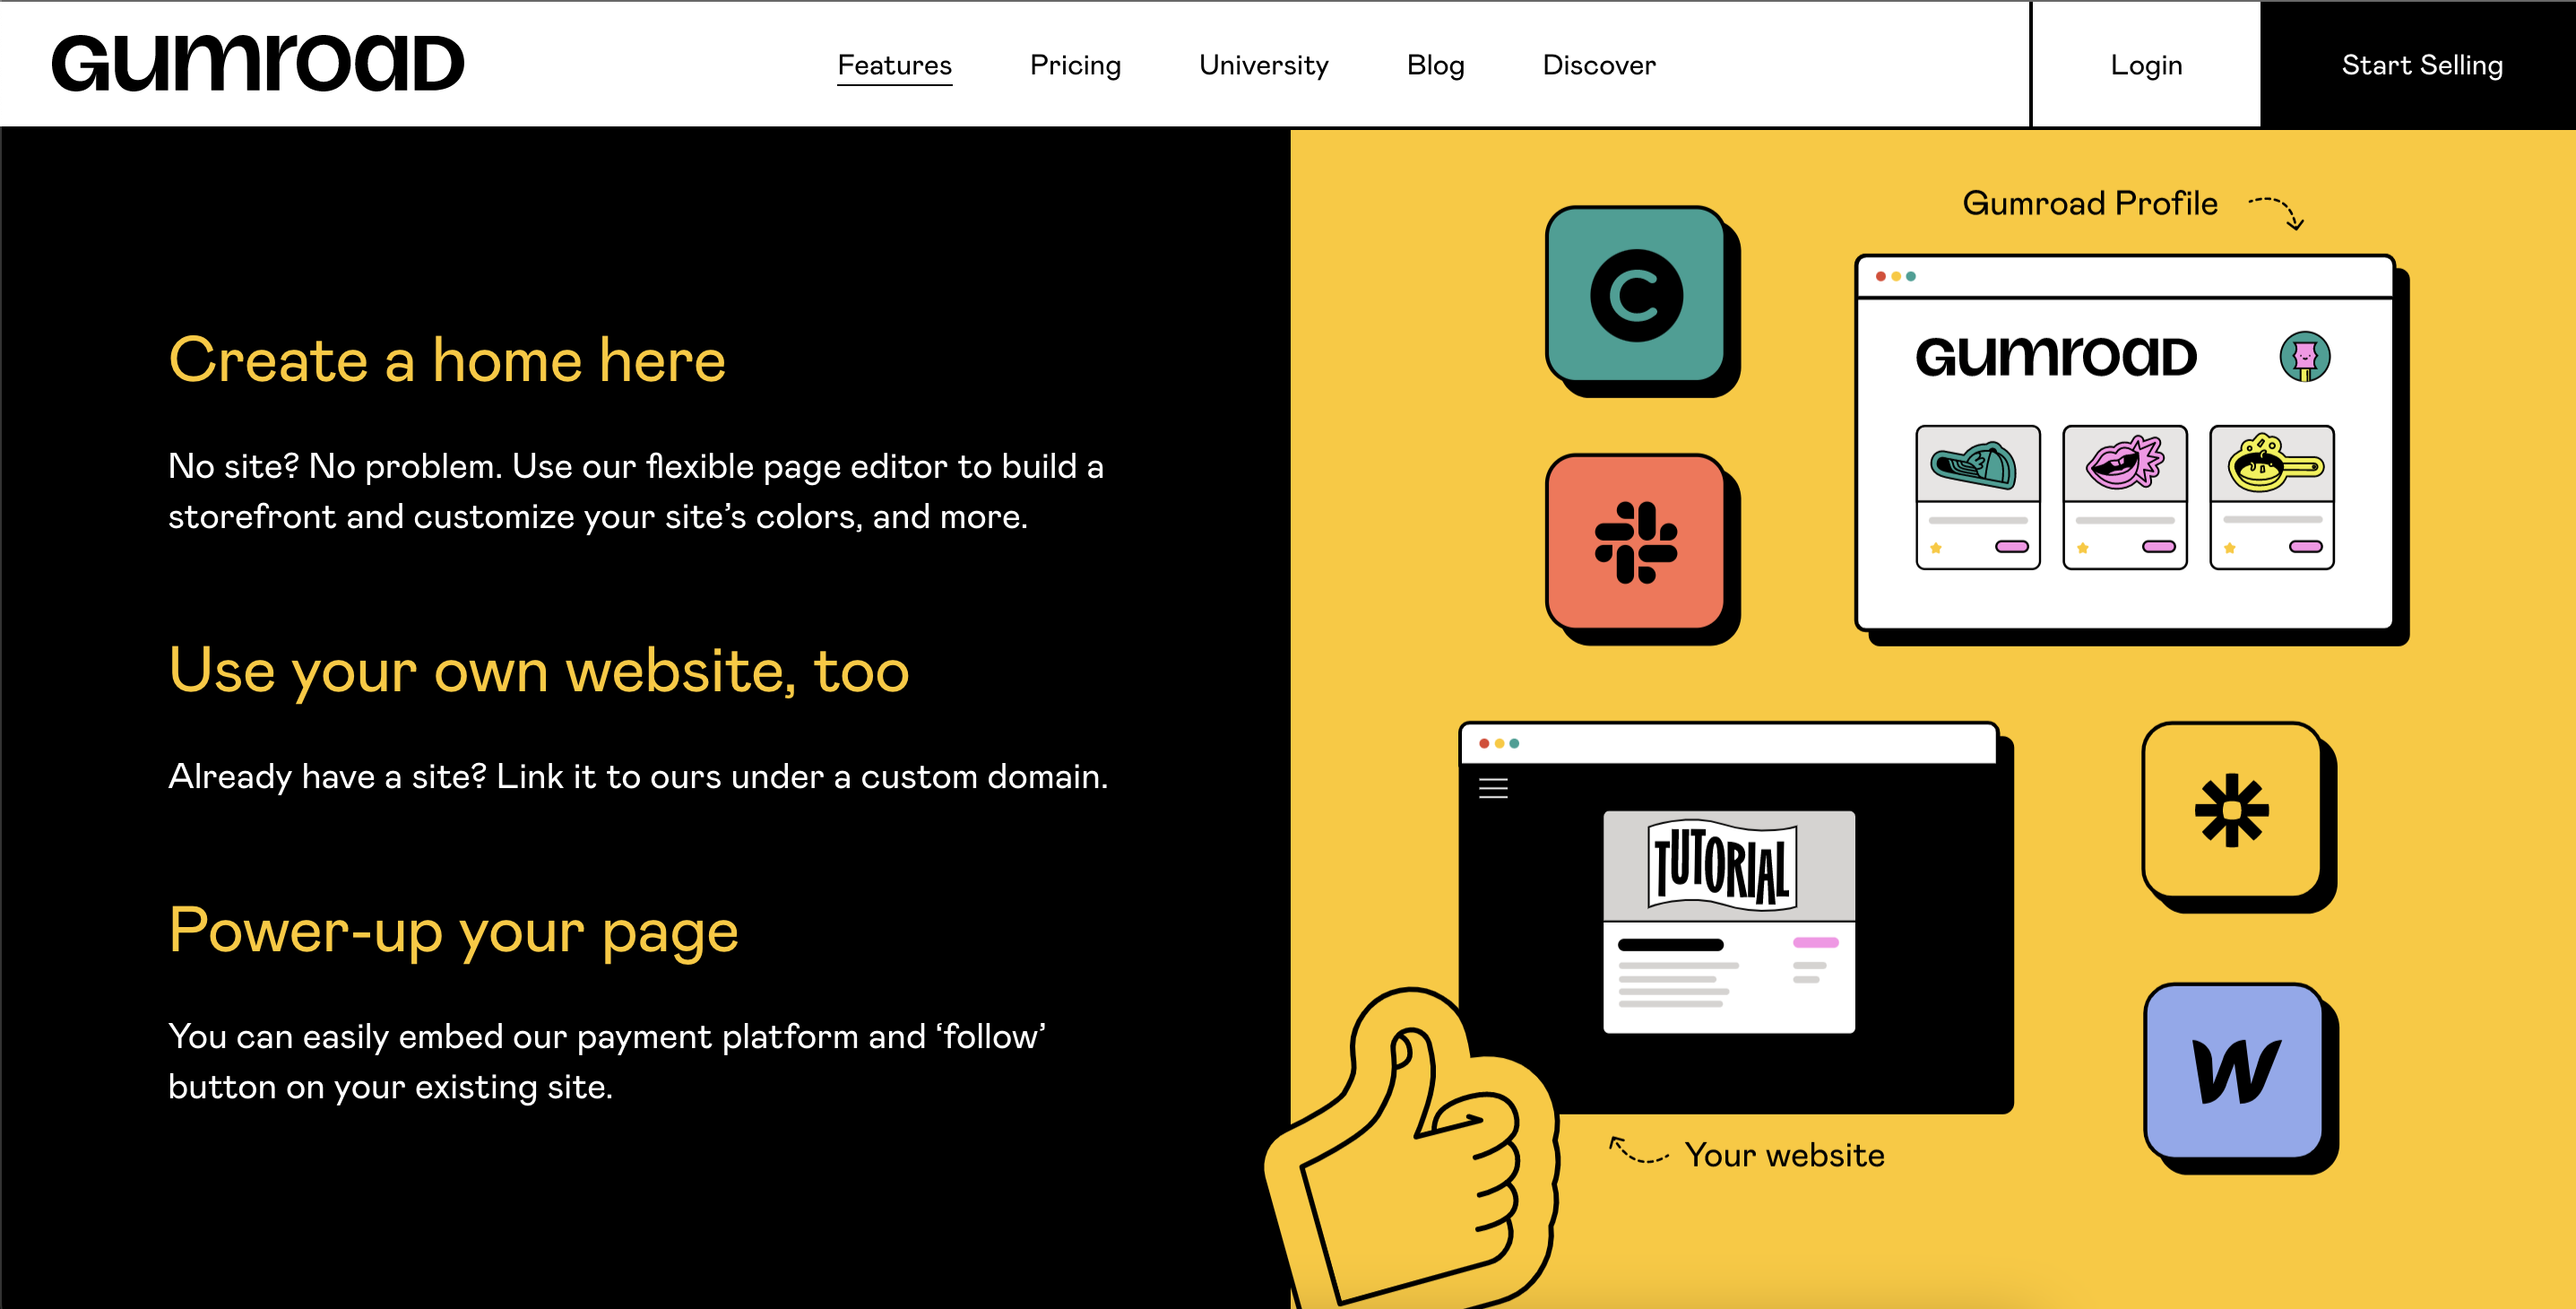 GUMROAD
Features
Pricing
University
Blog
Discover
Login
Start Selling
Create a home here
No site? No problem. Use our flexible page editor to build a
storefront and customize your site’s colors, and more.
Use your own website, too
Already have a site? Link it to ours under a custom domain.
Power-up your page
You can easily embed our payment platform and ‘follow’
button on your existing site.
Gumroad Profile
C
GUMROAD
TUTORIAL
W
Your website